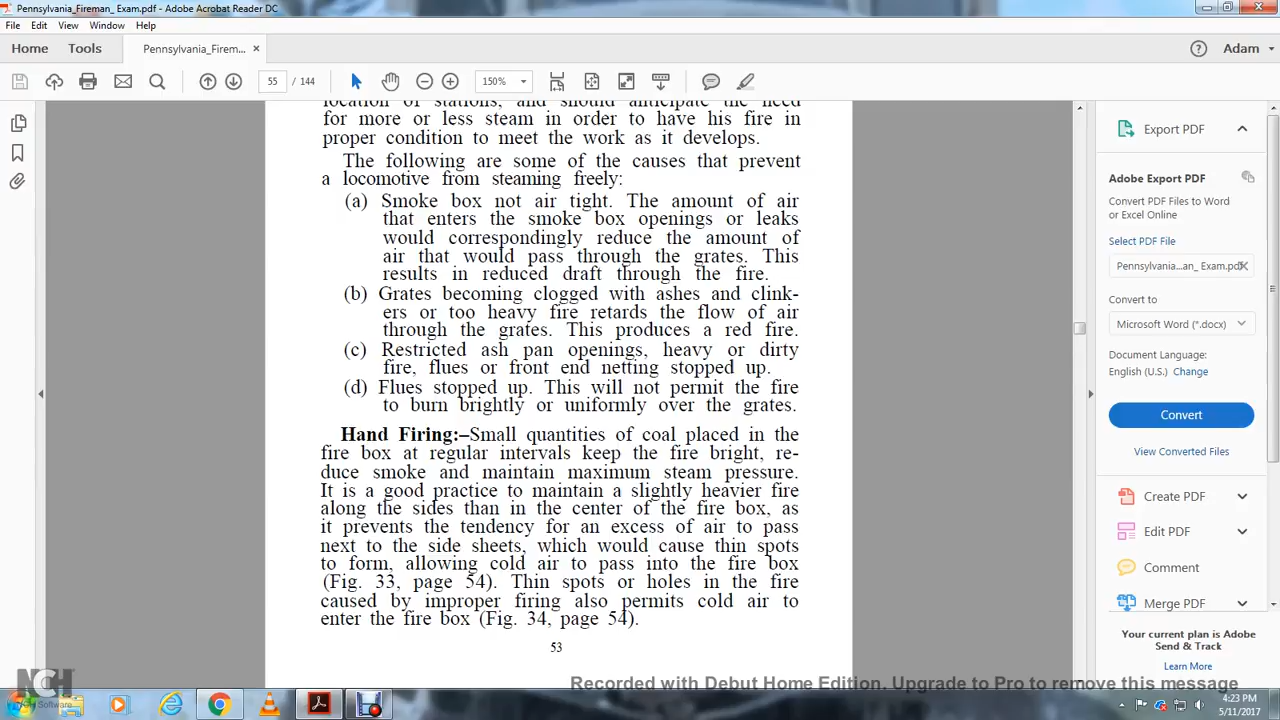 Pennsylvania_Fireman_ Exam.pdf - Adobe Acrobat Reader DC
File Edit View Window Help
Home Tools Pennsylvania_Firem... × Adam
55 / 144 150%
location of stations, and should anticipate the need
for more or less steam in order to have his fire in
proper condition to meet the work as it develops.
The following are some of the causes that prevent
a locomotive from steaming freely:
(a) Smoke box not air tight. The amount of air
that enters the smoke box openings or leaks
would correspondingly reduce the amount of
air that would pass through the grates. This
results in reduced draft through the fire.
(b) Grates becoming clogged with ashes and clink-
ers or too heavy fire retards the flow of air
through the grates. This produces a red fire.
(c) Restricted ash pan openings, heavy or dirty
fire, flues or front end netting stopped up.
(d) Flues stopped up. This will not permit the fire
to burn brightly or uniformly over the grates.
Hand Firing:–Small quantities of coal placed in the
fire box at regular intervals keep the fire bright, re-
duce smoke and maintain maximum steam pressure.
It is a good practice to maintain a slightly heavier fire
along the sides than in the center of the fire box, as
it prevents the tendency for an excess of air to pass
next to the side sheets, which would cause thin spots
to form, allowing cold air to pass into the fire box
(Fig. 33, page 54). Thin spots or holes in the fire
caused by improper firing also permits cold air to
enter the fire box (Fig. 34, page 54).
53
Export PDF
Adobe Export PDF
Convert PDF Files to Word
or Excel Online
Select PDF File
Pennsylvania...an_ Exam.pdf
Convert to
Microsoft Word (*.docx)
Document Language:
English (U.S.) Change
Convert
View Converted Files
Create PDF
Edit PDF
Comment
Merge PDF
Your current plan is Adobe
Send & Track
Learn More
NCH
Software
Recorded with Debut Home Edition. Upgrade to Pro to remove this message
4:23 PM
5/11/2017